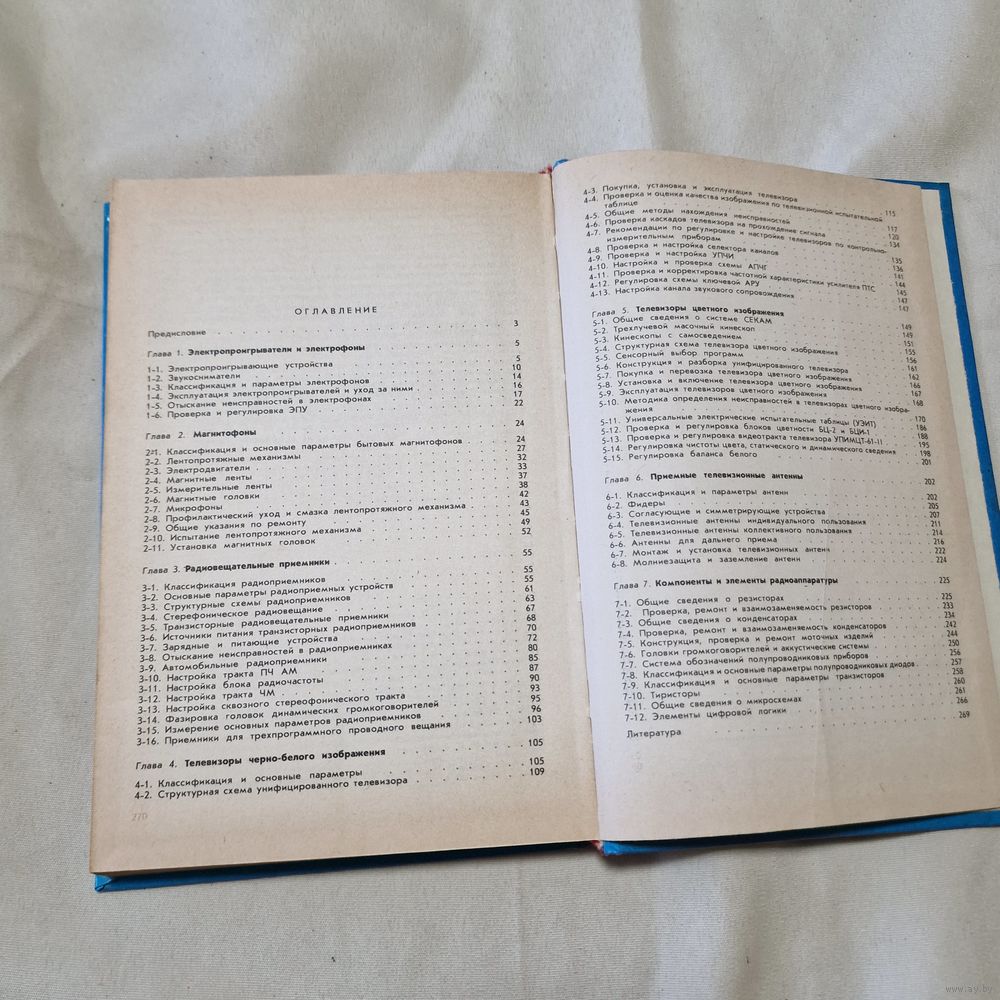 ОГЛАВЛЕНИЕ
Предисловие 3
Глава 1. Электропроигрыватели и электрофоны 5
1-1. Электропроигрывающие устройства 5
1-2. Звукосниматели 10
1-3. Классификация и параметры электрофонов 14
1-4. Эксплуатация электропроигрывателей и уход за ними 16
1-5. Отыскание неисправностей в электрофонах 17
1-6. Проверка и регулировка ЭПУ 22
Глава 2. Магнитофоны 24
2-1. Классификация и основные параметры бытовых магнитофонов 24
2-2. Лентопротяжные механизмы 27
2-3. Электродвигатели 32
2-4. Магнитные ленты 33
2-5. Измерительные ленты 37
2-6. Магнитные головки 38
2-7. Микрофоны 42
2-8. Профилактический уход и смазка лентопротяжного механизма 43
2-9. Общие указания по ремонту 45
2-10. Испытание лентопротяжного механизма 49
2-11. Установка магнитных головок 52
Глава 3. Радиовещательные приемники 55
3-1. Классификация радиоприемников 55
3-2. Основные параметры радиоприемных устройств 55
3-3. Структурные схемы радиоприемников 61
3-4. Стереофоническое радиовещание 63
3-5. Транзисторные радиовещательные приемники 67
3-6. Источники питания транзисторных радиоприемников 68
3-7. Зарядные и питающие устройства 70
3-8. Отыскание неисправностей в радиоприемниках 72
3-9. Автомобильные радиоприемники 80
3-10. Настройка тракта ПЧ АМ 85
3-11. Настройка блока радиочастоты 87
3-12. Настройка тракта ЧМ 90
3-13. Настройка сквозного стереофонического тракта 93
3-14. Фазировка головок динамических громкоговорителей 95
3-15. Измерение основных параметров радиоприемников 96
3-16. Приемники для трехпрограммного проводного вещания 103
Глава 4. Телевизоры черно-белого изображения 105
4-1. Классификация и основные параметры 105
4-2. Структурная схема унифицированного телевизора 109
270
4-3. Покупка, установка и эксплуатация телевизора 115
4-4. Проверка и оценка качества изображения по телевизионной испытательной
таблице 117
4-5. Общие методы нахождения неисправностей 120
4-6. Проверка каскадов телевизора на прохождение сигнала 134
4-7. Рекомендации по регулировке и настройке телевизоров по контрольно-
измерительным приборам 135
4-8. Проверка и настройка селектора каналов 136
4-9. Проверка и настройка УПЧИ 141
4-10. Настройка и проверка схемы АПЧГ 144
4-11. Проверка и корректировка частотной характеристики усилителя ПТС 145
4-12. Регулировка схемы ключевой АРУ 147
4-13. Настройка канала звукового сопровождения 147
Глава 5. Телевизоры цветного изображения 149
5-1. Общие сведения о системе СЕКАМ 149
5-2. Трехлучевой масочный кинескоп 151
5-3. Кинескопы с самосведением 155
5-4. Структурная схема телевизора цветного изображения 156
5-5. Сенсорный выбор программ 161
5-6. Конструкция и разборка унифицированного телевизора 162
5-7. Покупка и перевозка телевизора цветного изображения 166
5-8. Установка и включение телевизора цветного изображения 167
5-9. Эксплуатация телевизоров цветного изображения 168
5-10. Методика определения неисправностей в телевизорах цветного изобра-
жения 170
5-11. Универсальные электрические испытательные таблицы (УЭИТ) 186
5-12. Проверка и регулировка блоков цветности БЦ-2 и БЦИ-1 188
5-13. Проверка и регулировка видеотракта телевизора УПИМЦТ-61-II 195
5-14. Регулировка чистоты цвета, статического и динамического сведения 198
5-15. Регулировка баланса белого 201
Глава 6. Приемные телевизионные антенны 202
6-1. Классификация и параметры антенн 202
6-2. Фидеры 205
6-3. Согласующие и симметрирующие устройства 207
6-4. Телевизионные антенны индивидуального пользования 211
6-5. Телевизионные антенны коллективного пользования 214
6-6. Антенны для дальнего приема 216
6-7. Монтаж и установка телевизионных антенн 222
6-8. Молниезащита и заземление антенн 224
Глава 7. Компоненты и элементы радиоаппаратуры 225
7-1. Общие сведения о резисторах 225
7-2. Проверка, ремонт и взаимозаменяемость резисторов 233
7-3. Общие сведения о конденсаторах 234
7-4. Проверка, ремонт и взаимозаменяемость конденсаторов 242
7-5. Конструкция, проверка и ремонт моточных изделий 244
7-6. Головки громкоговорителей и акустические системы 250
7-7. Система обозначений полупроводниковых приборов 256
7-8. Классификация и основные параметры полупроводниковых диодов 257
7-9. Классификация и основные параметры транзисторов 258
7-10. Тиристоры 260
7-11. Общие сведения о микросхемах 261
7-12. Элементы цифровой логики 266
Литература 269
www.ay.by